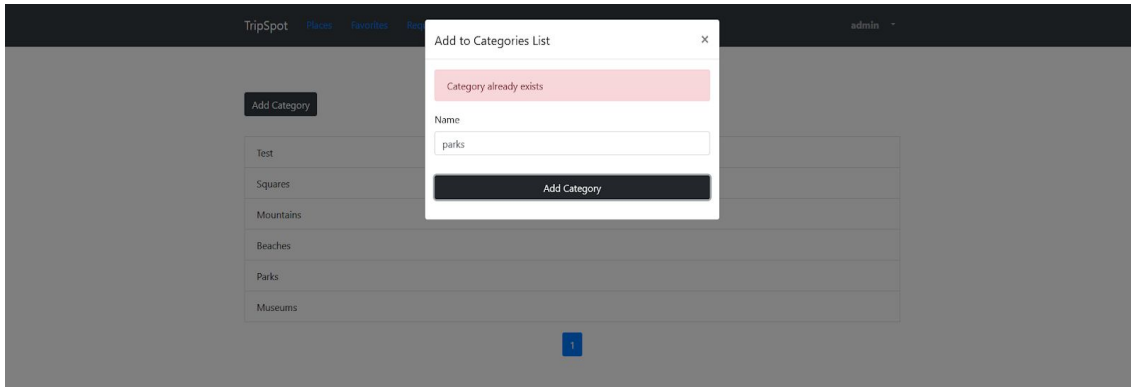 TripSpot Places Favorites admin
Add to Categories List ×
Category already exists
Add Category
Name
parks
Test
Add Category
Squares
Mountains
Beaches
Parks
Museums
1